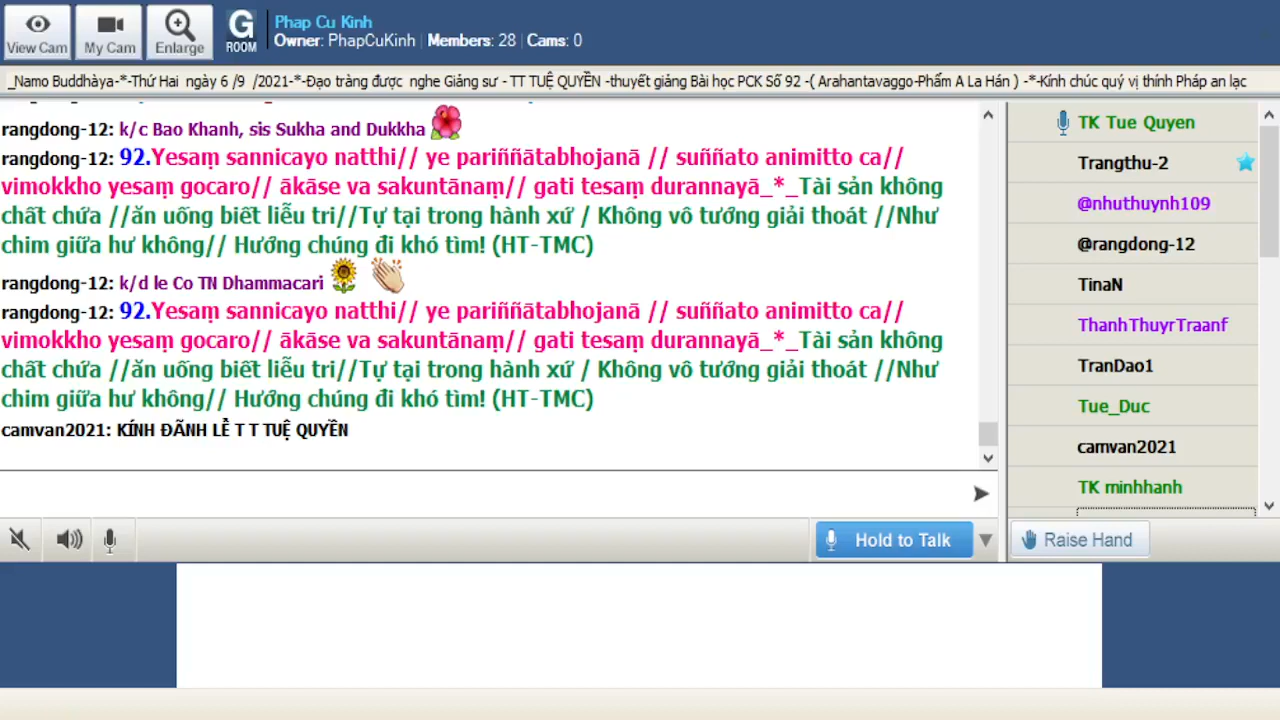 View Cam
My Cam
Enlarge
G
ROOM
Phap Cu Kinh
Owner: PhapCuKinh | Members: 28 | Cams: 0
_Namo Buddhàya-*-Thứ Hai ngày 6 /9 /2021-*-Đạo tràng được nghe Giảng sư - TT TUỆ QUYỀN -thuyết giảng Bài học PCK Số 92 -( Arahantavaggo-Phẩm A La Hán ) -*-Kính chúc quý vị thính Pháp an lạc
rangdong-12: k/c Bao Khanh, sis Sukha and Dukkha
rangdong-12: 92.Yesaṃ sannicayo natthi// ye pariññātabhojanā // suññato animitto ca//
vimokkho yesaṃ gocaro// ākāse va sakuntānaṃ// gati tesaṃ durannayā_*_Tài sản không
chất chứa //ăn uống biết liễu tri//Tự tại trong hành xứ / Không vô tướng giải thoát //Như
chim giữa hư không// Hướng chúng đi khó tìm! (HT-TMC)
rangdong-12: k/d le Co TN Dhammacari
rangdong-12: 92.Yesaṃ sannicayo natthi// ye pariññātabhojanā // suññato animitto ca//
vimokkho yesaṃ gocaro// ākāse va sakuntānaṃ// gati tesaṃ durannayā_*_Tài sản không
chất chứa //ăn uống biết liễu tri//Tự tại trong hành xứ / Không vô tướng giải thoát //Như
chim giữa hư không// Hướng chúng đi khó tìm! (HT-TMC)
camvan2021: KÍNH ĐÃNH LỄ T T TUỆ QUYỀN
TK Tue Quyen
Trangthu-2
@nhuthuynh109
@rangdong-12
TinaN
ThanhThuyrTraanf
TranDao1
Tue_Duc
camvan2021
TK minhhanh
Hold to Talk
Raise Hand